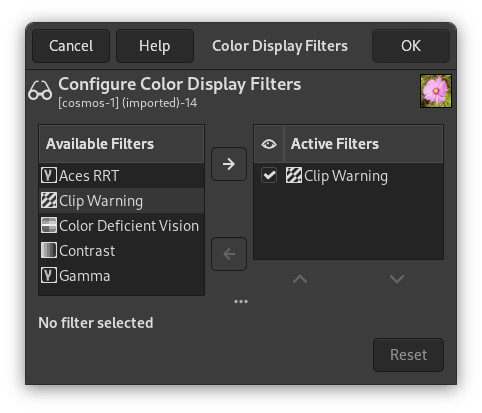 Cancel Help Color Display Filters OK
Configure Color Display Filters
[cosmos-1] (imported)-14
Available Filters
Aces RRT
Clip Warning
Color Deficient Vision
Contrast
Gamma
Active Filters
Clip Warning
No filter selected
Reset